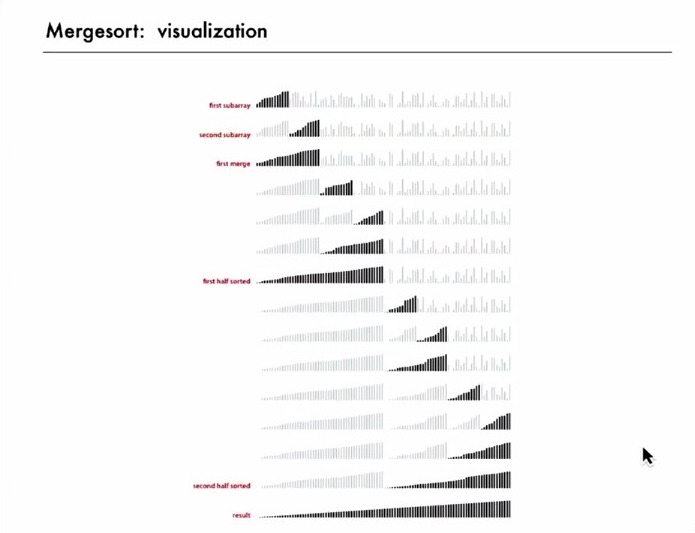 Mergesort: visualization
first subarray
second subarray
first merge
first half sorted
second half sorted
result